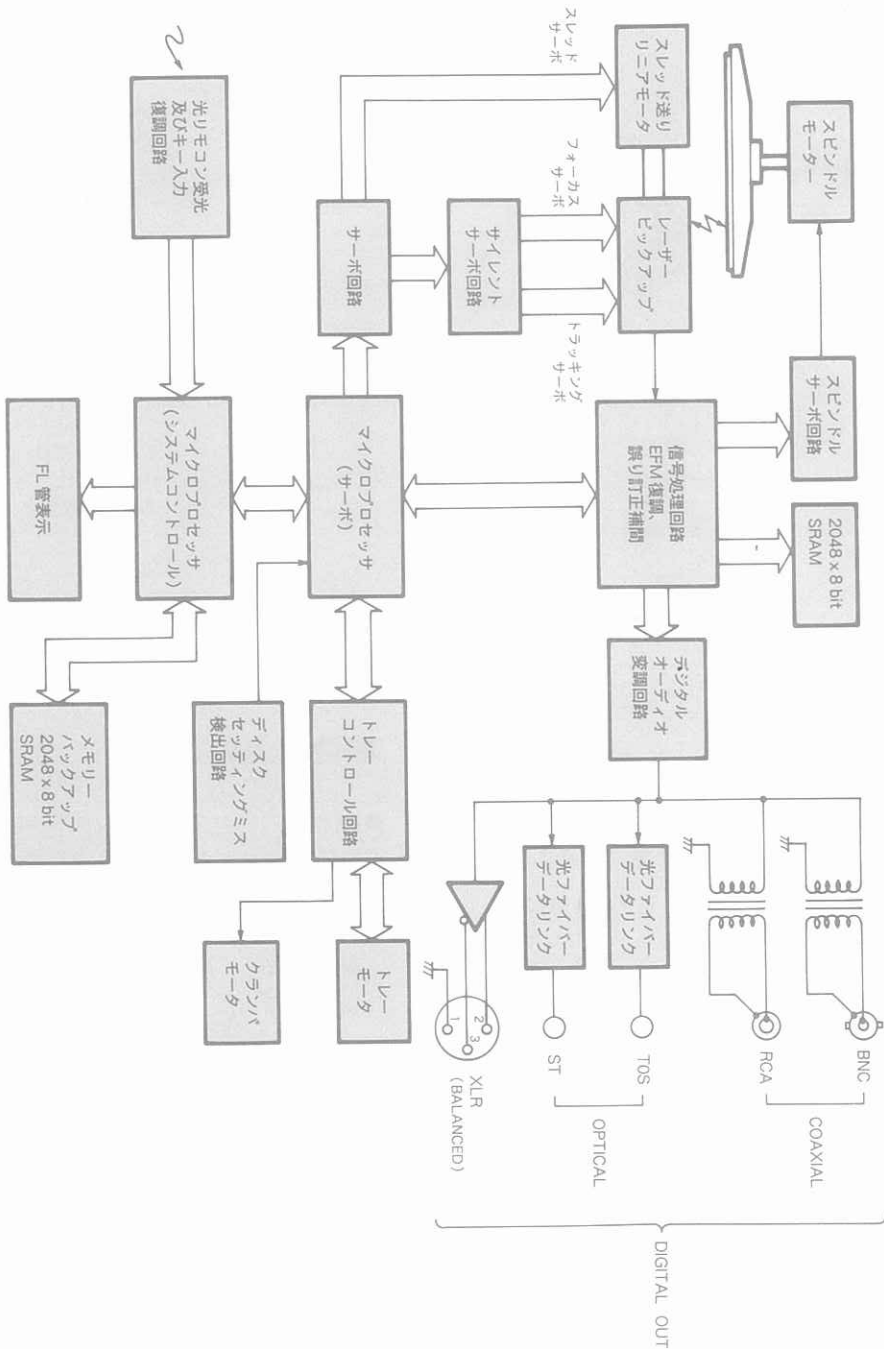 スピンドル
モーター
スピンドル
サーボ回路
2048 x 8 bit
SRAM
スレッド送り
リニアモータ
レーザー
ピックアップ
信号処理回路
EFM復調、
誤り訂正補間
デジタル
オーディオ
変調回路
スレッド
サーボ
フォーカス
サーボ
トラッキング
サーボ
サイレント
サーボ回路
サーボ回路
マイクロプロセッサ
(サーボ)
トレー
コントロール回路
トレー
モータ
クランパ
モータ
ディスク
セッティングミス
検出回路
光リモコン受光
及びキー入力
復調回路
マイクロプロセッサ
(システムコントロール)
FL管表示
メモリー
バックアップ
2048 x 8 bit
SRAM
光ファイバー
データリンク
光ファイバー
データリンク
BNC
RCA
COAXIAL
TOS
ST
OPTICAL
1
2
3
XLR
(BALANCED)
DIGITAL OUT